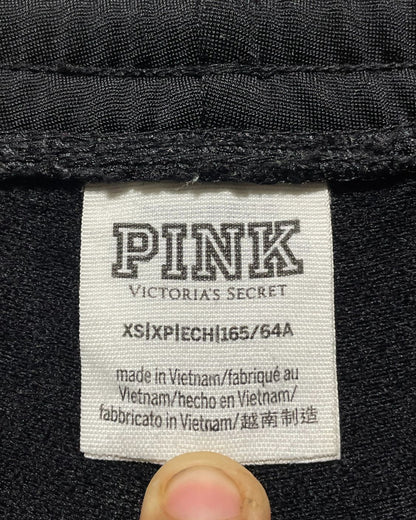 PINK
VICTORIA'S SECRET
XS|XP|ECH|165/64A
made in Vietnam/fabriqué au
Vietnam/hecho en Vietnam/
fabbricato in Vietnam/越南制造